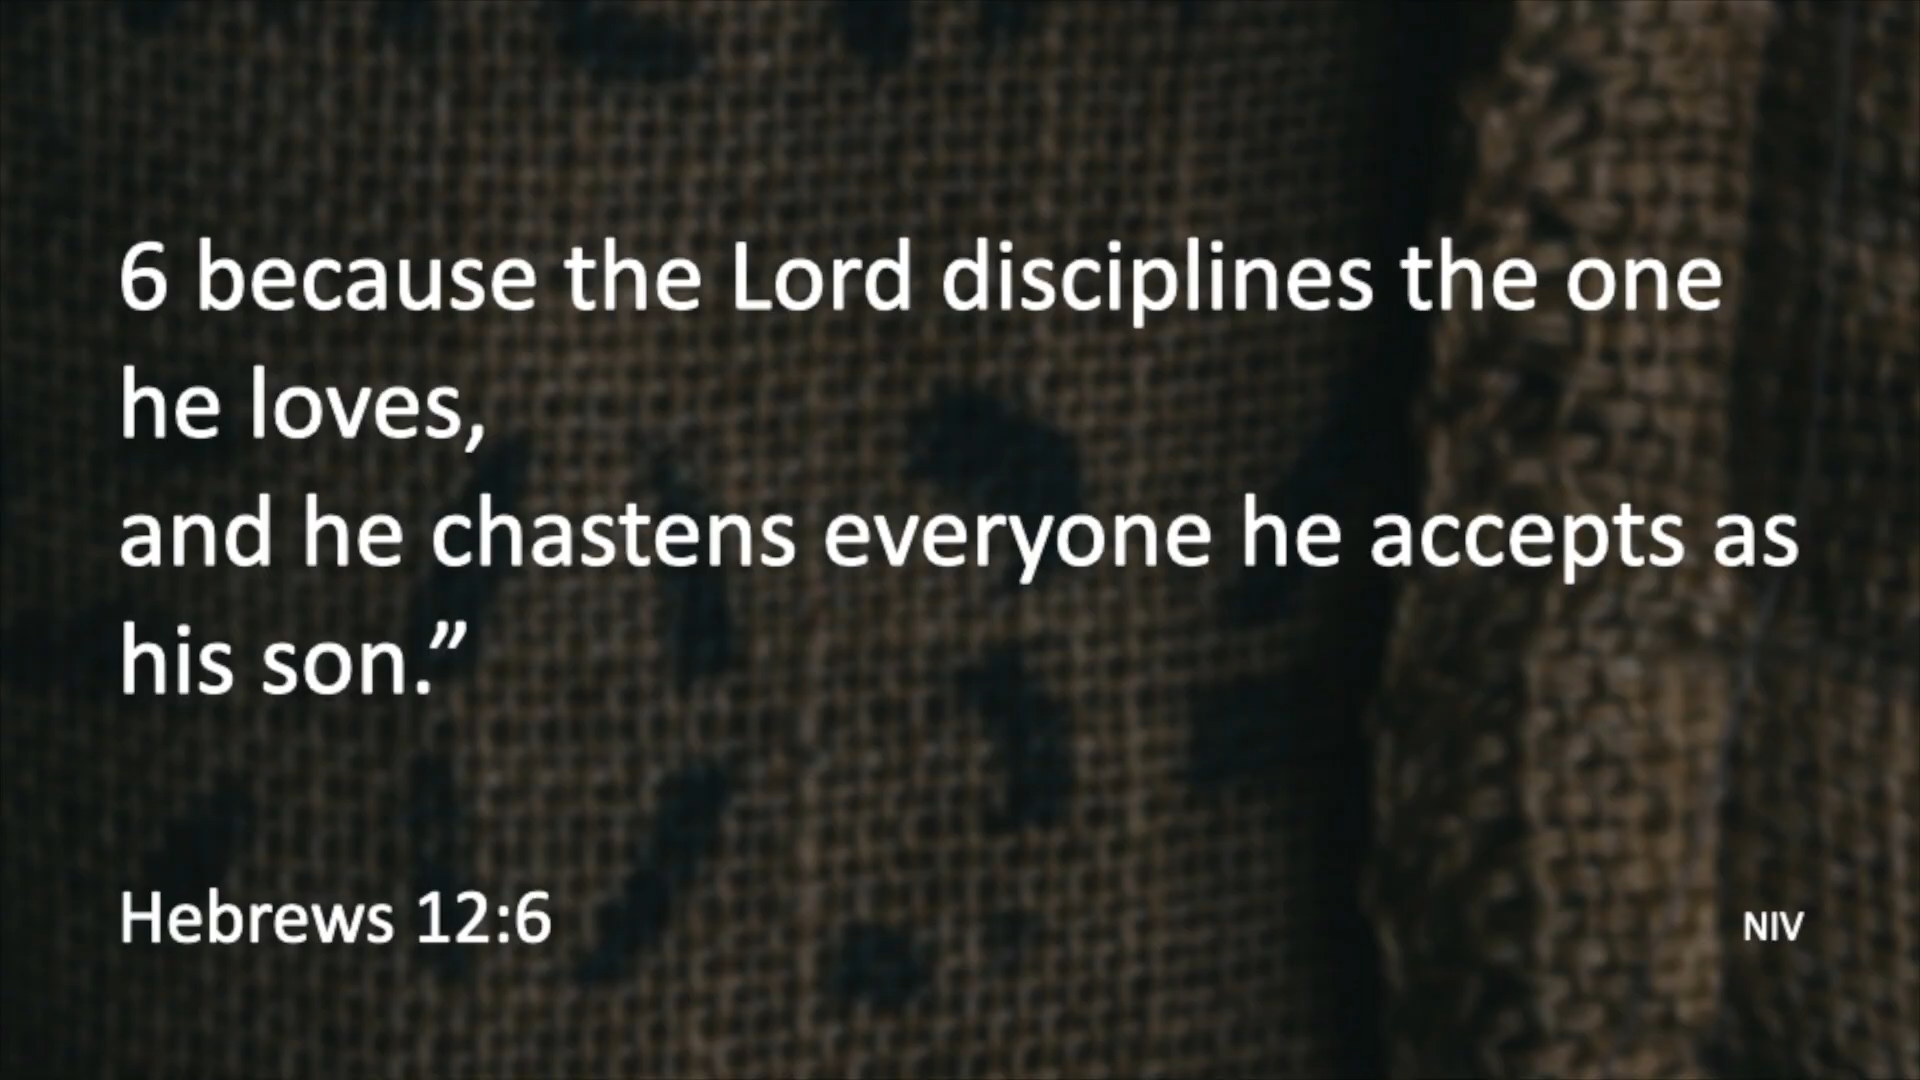 6 because the Lord disciplines the one
he loves,
and he chastens everyone he accepts as
his son.”
Hebrews 12:6
NIV